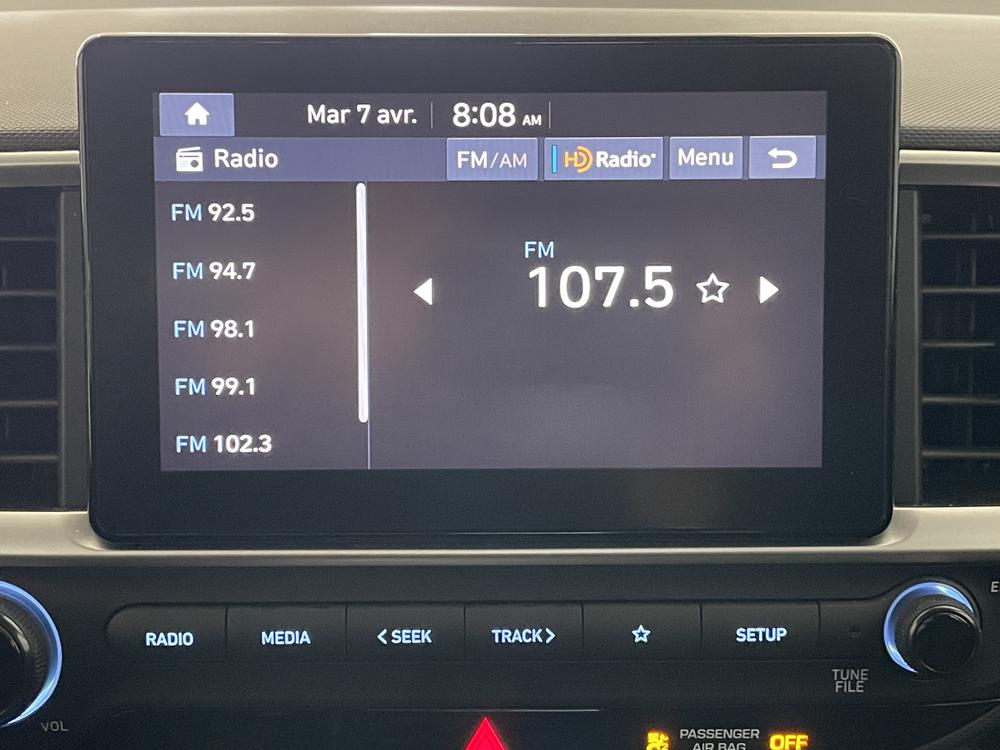 Mar 7 avr. 8:08 AM
Radio FM/AM HD Radio Menu
FM 92.5
FM 94.7
FM 98.1
FM 99.1
FM 102.3
FM
107.5
RADIO MEDIA < SEEK TRACK > SETUP
TUNE
FILE
VOL
PASSENGER
AIR BAG OFF